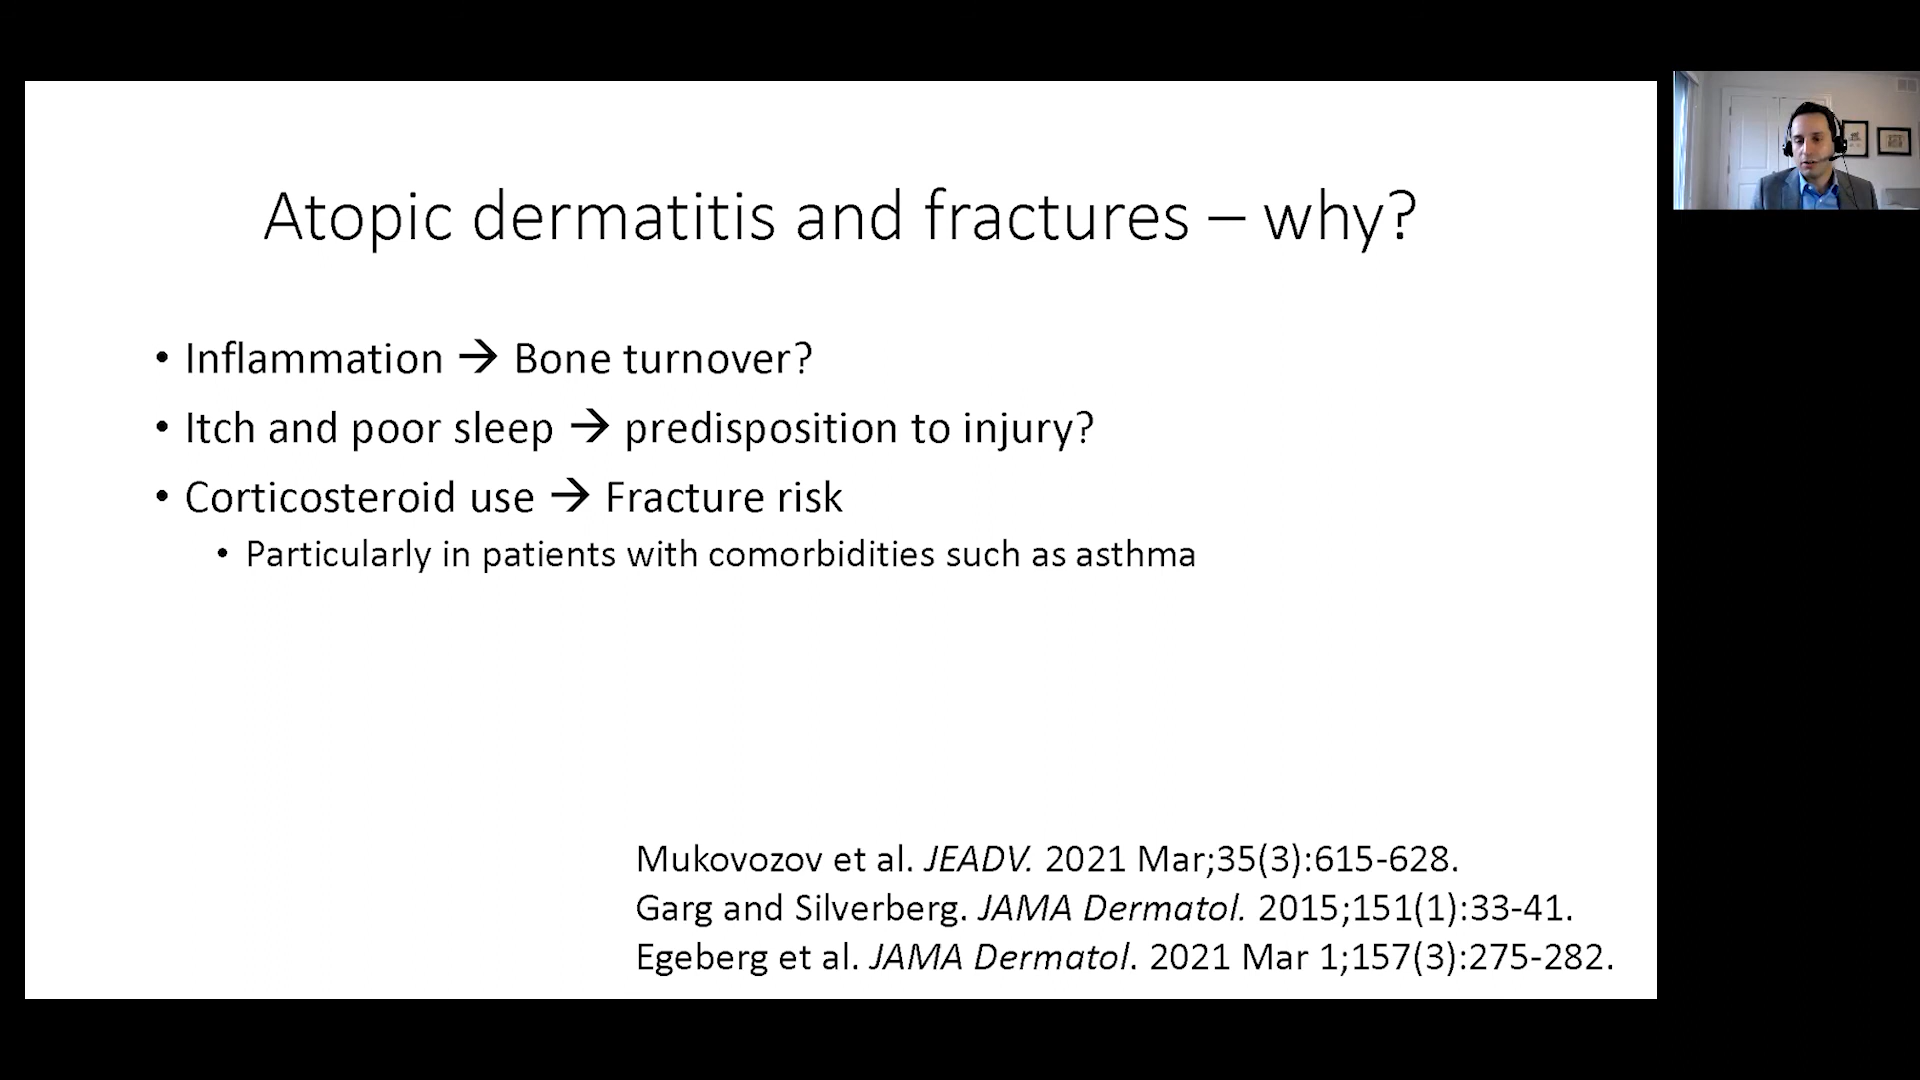 Atopic dermatitis and fractures – why?
• Inflammation → Bone turnover?
• Itch and poor sleep → predisposition to injury?
• Corticosteroid use → Fracture risk
• Particularly in patients with comorbidities such as asthma
Mukovozov et al. JEADV. 2021 Mar;35(3):615-628.
Garg and Silverberg. JAMA Dermatol. 2015;151(1):33-41.
Egeberg et al. JAMA Dermatol. 2021 Mar 1;157(3):275-282.